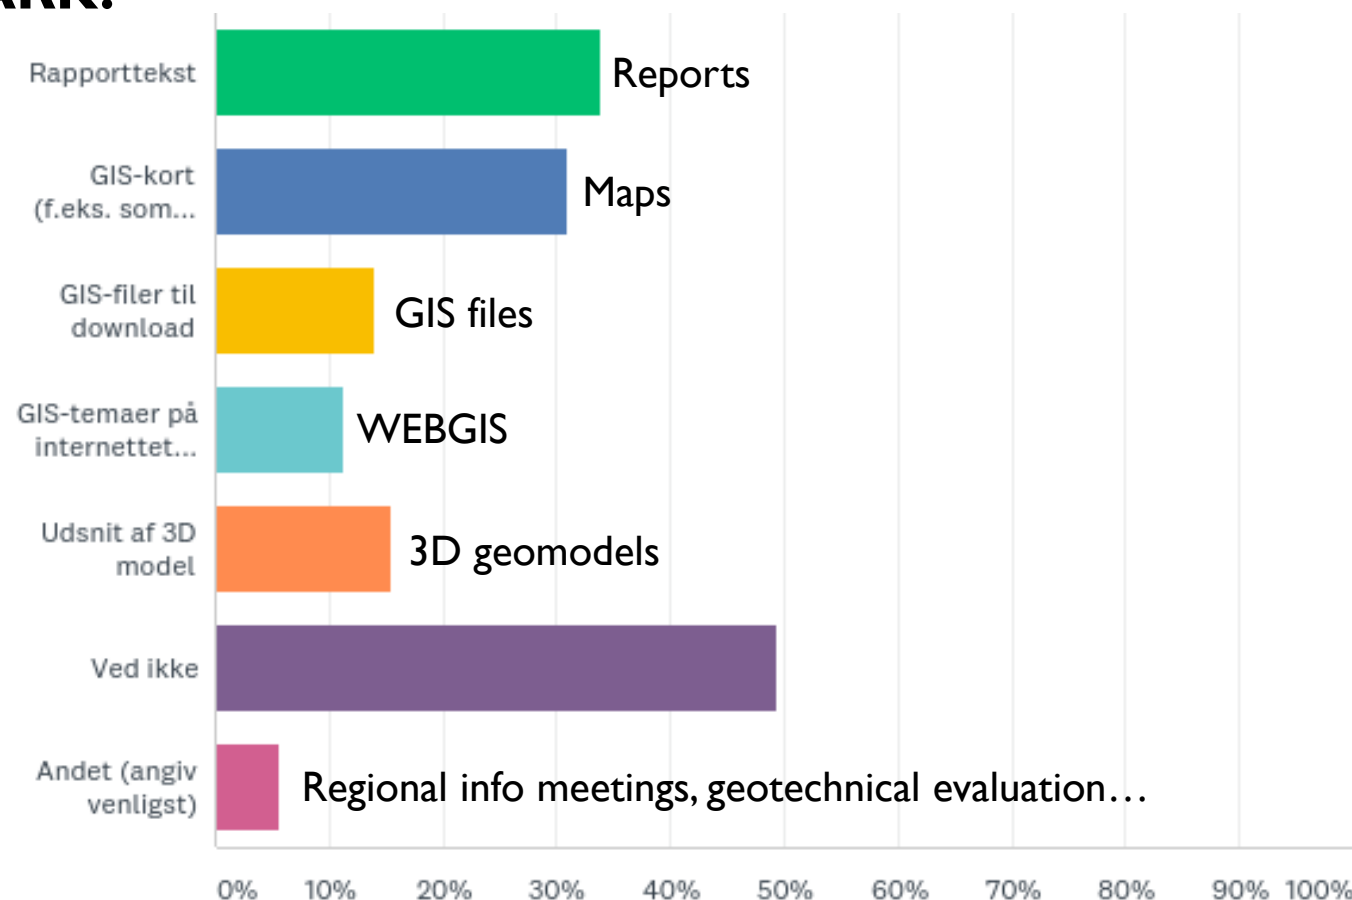 Rapporttekst
Reports
GIS-kort
(f.eks. som...
Maps
GIS-filer til
download
GIS files
GIS-temaer på
internettet...
WEBGIS
Udsnit af 3D
model
3D geomodels
Ved ikke
Andet (angiv
venligst)
Regional info meetings, geotechnical evaluation…
0% 10% 20% 30% 40% 50% 60% 70% 80% 90% 100%